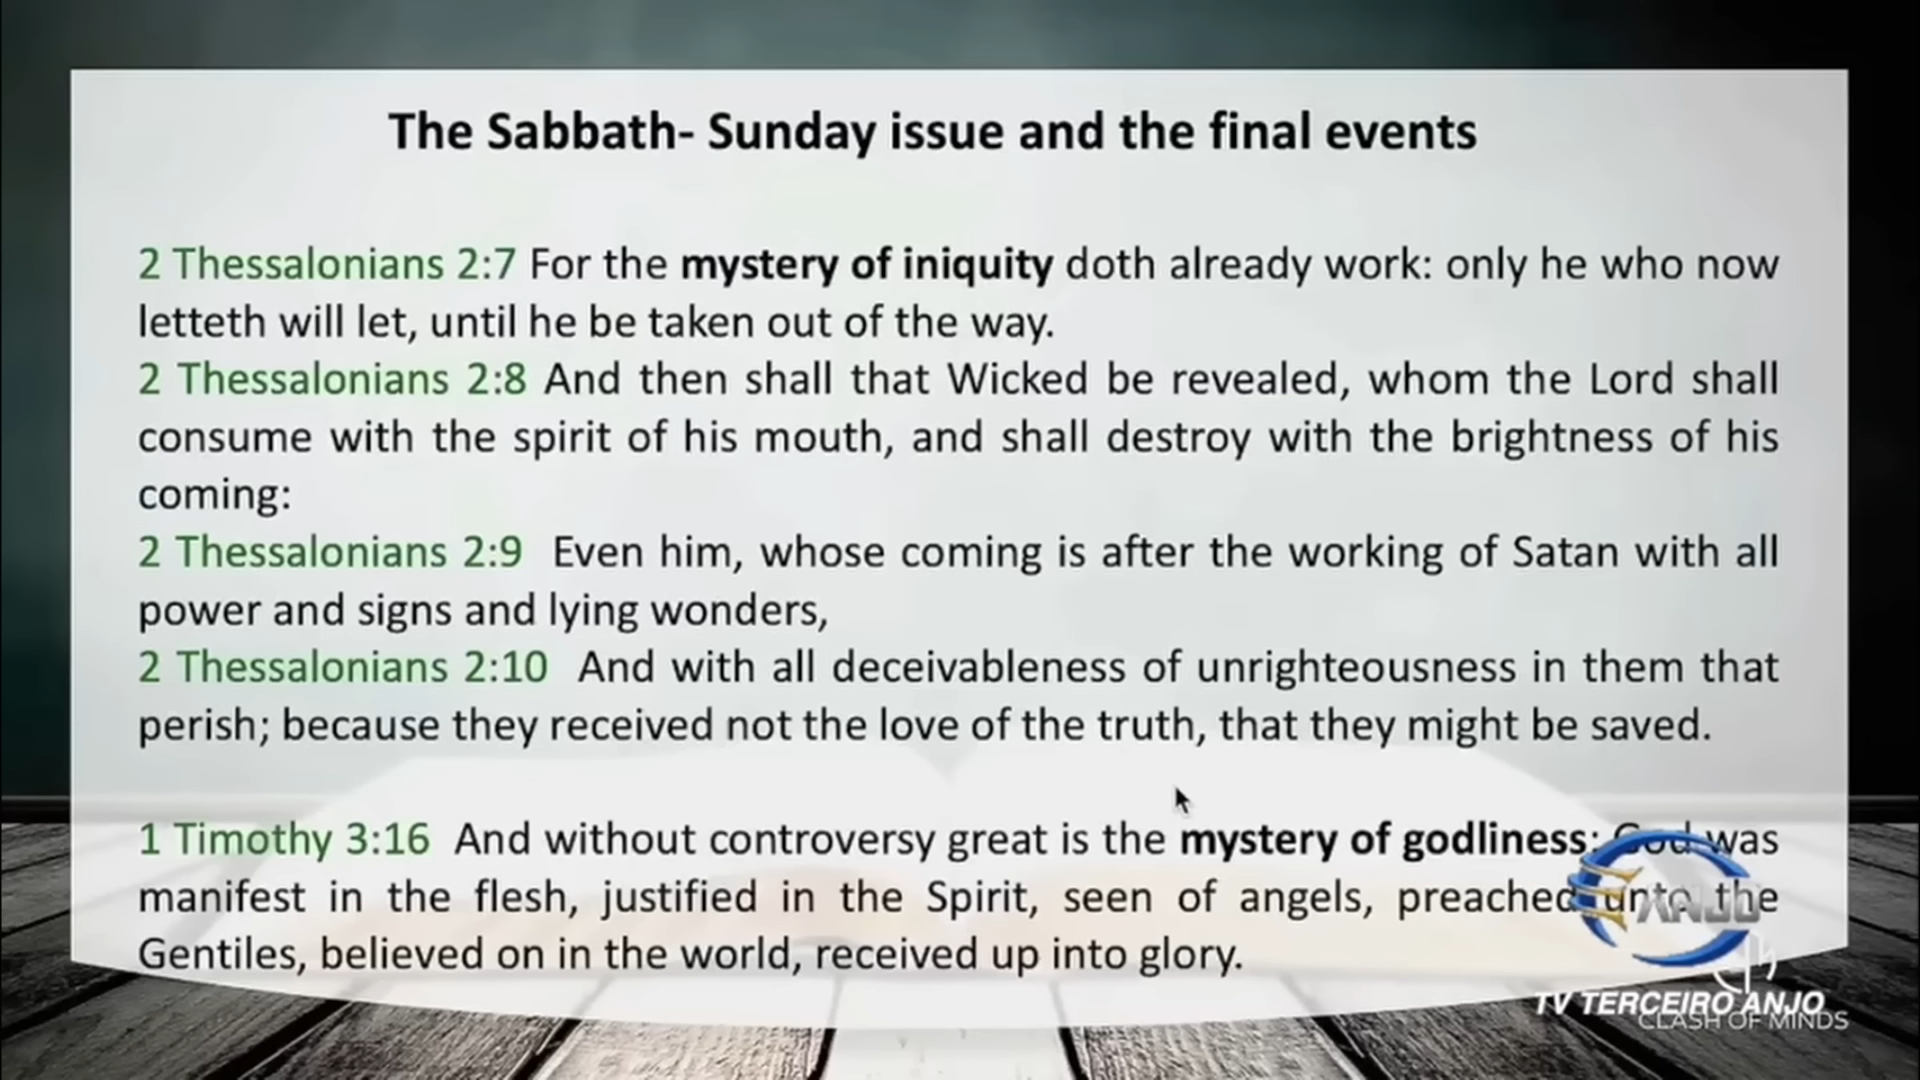 The Sabbath- Sunday issue and the final events
2 Thessalonians 2:7 For the mystery of iniquity doth already work: only he who now
letteth will let, until he be taken out of the way.
2 Thessalonians 2:8 And then shall that Wicked be revealed, whom the Lord shall
consume with the spirit of his mouth, and shall destroy with the brightness of his
coming:
2 Thessalonians 2:9 Even him, whose coming is after the working of Satan with all
power and signs and lying wonders,
2 Thessalonians 2:10 And with all deceivableness of unrighteousness in them that
perish; because they received not the love of the truth, that they might be saved.
1 Timothy 3:16 And without controversy great is the mystery of godliness: God was
manifest in the flesh, justified in the Spirit, seen of angels, preached unto the
Gentiles, believed on in the world, received up into glory.
ANJO
TV TERCEIRO ANJO
CLASH OF MINDS